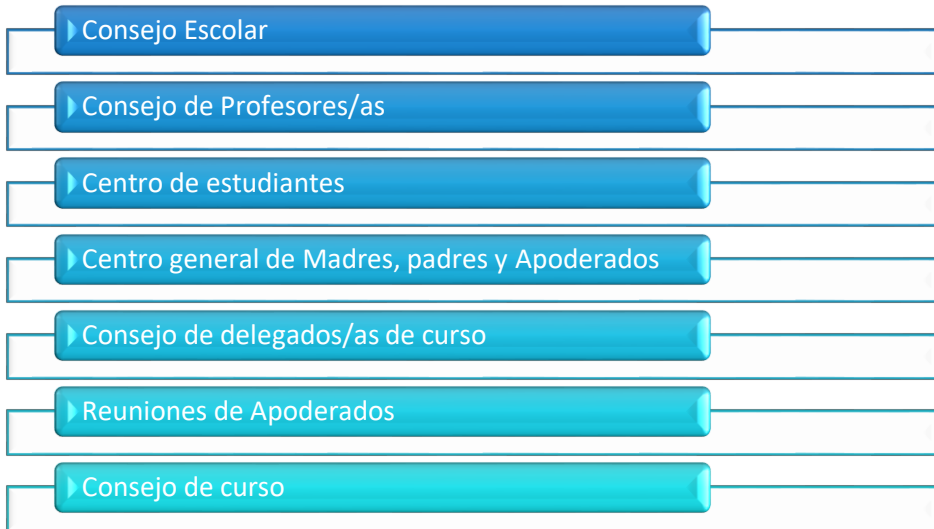 Consejo Escolar
Consejo de Profesores/as
Centro de estudiantes
Centro general de Madres, padres y Apoderados
Consejo de delegados/as de curso
Reuniones de Apoderados
Consejo de curso